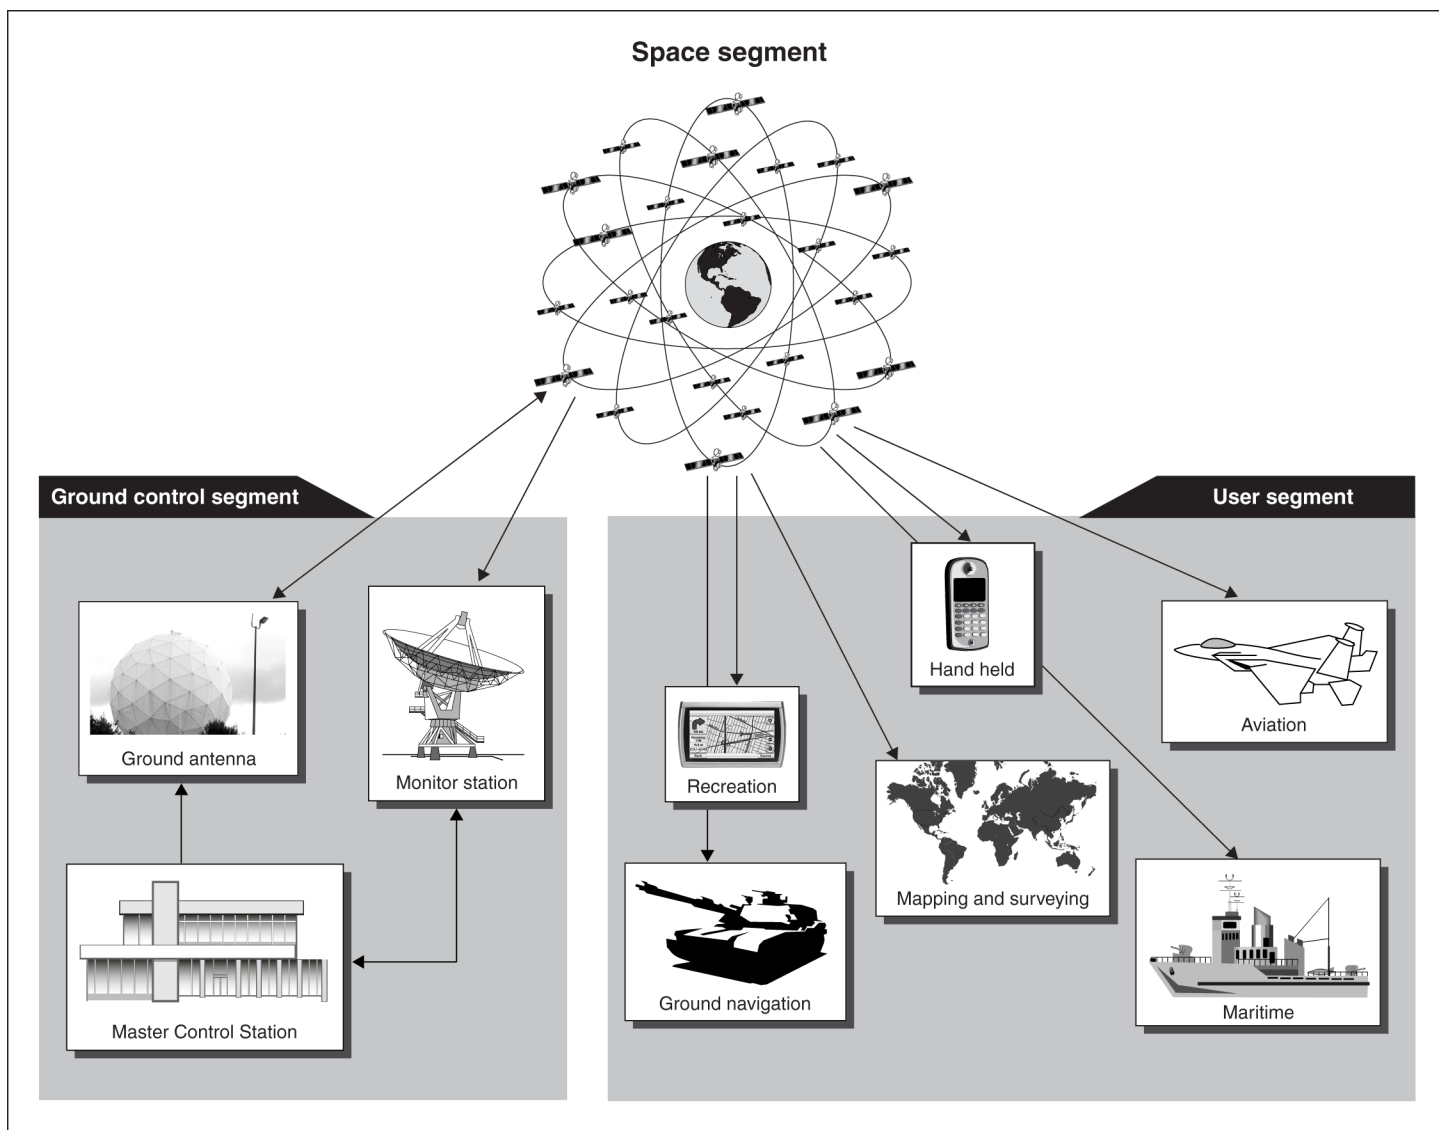 Space segment
Ground control segment
User segment
Ground antenna
Monitor station
Master Control Station
Recreation
Ground navigation
Mapping and surveying
Hand held
Aviation
Maritime